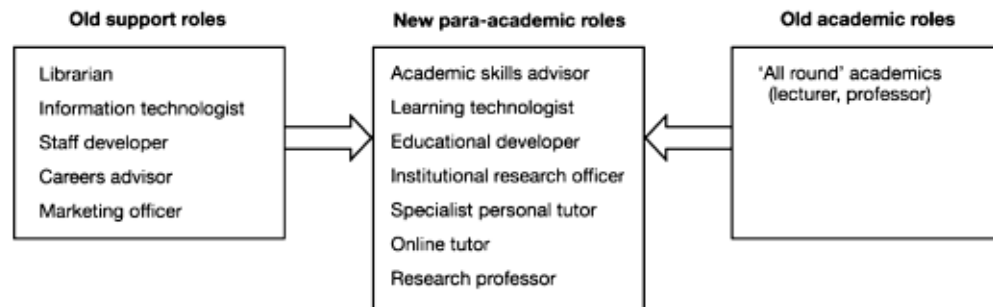 Old support roles
Librarian
Information technologist
Staff developer
Careers advisor
Marketing officer
New para-academic roles
Academic skills advisor
Learning technologist
Educational developer
Institutional research officer
Specialist personal tutor
Online tutor
Research professor
Old academic roles
‘All round’ academics
(lecturer, professor)